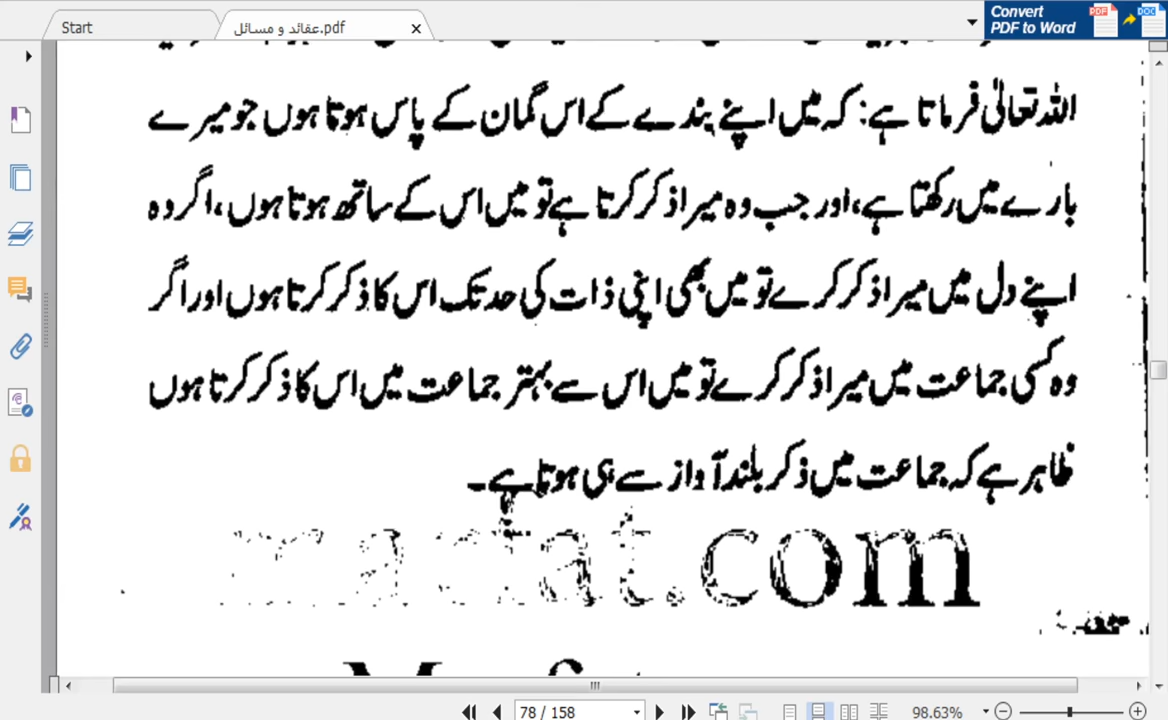 Start
عقائد و مسائل.pdf
Convert
PDF to Word
PDF
DOC
اللہ تعالیٰ فرماتا ہے: کہ میں اپنے بندے کے اس گمان کے پاس ہوتا ہوں جو میرے
بارے میں رکھتا ہے، اور جب وہ میرا ذکر کرتا ہے تو میں اس کے ساتھ ہوتا ہوں، اگر وہ
اپنے دل میں میرا ذکر کرے تو میں بھی اپنی ذات کی حد تک اس کا ذکر کرتا ہوں اور اگر
وہ کسی جماعت میں میرا ذکر کرے تو میں اس سے بہتر جماعت میں اس کا ذکر کرتا ہوں
ظاہر ہے کہ جماعت میں ذکر بلند آواز سے ہی ہوتا ہے۔
marfat.com
78 / 158
98.63%